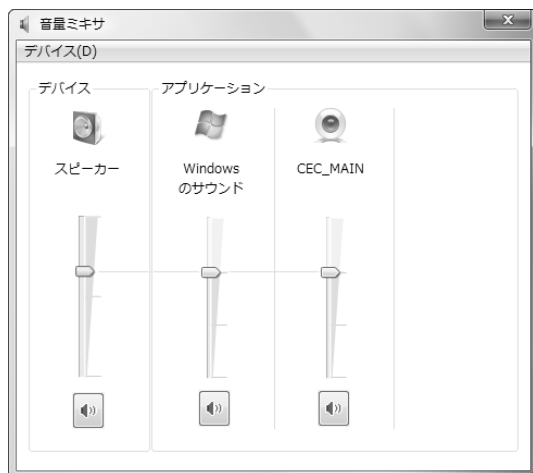 音量ミキサ
デバイス(D)
デバイス
アプリケーション
スピーカー
Windows
のサウンド
CEC_MAIN